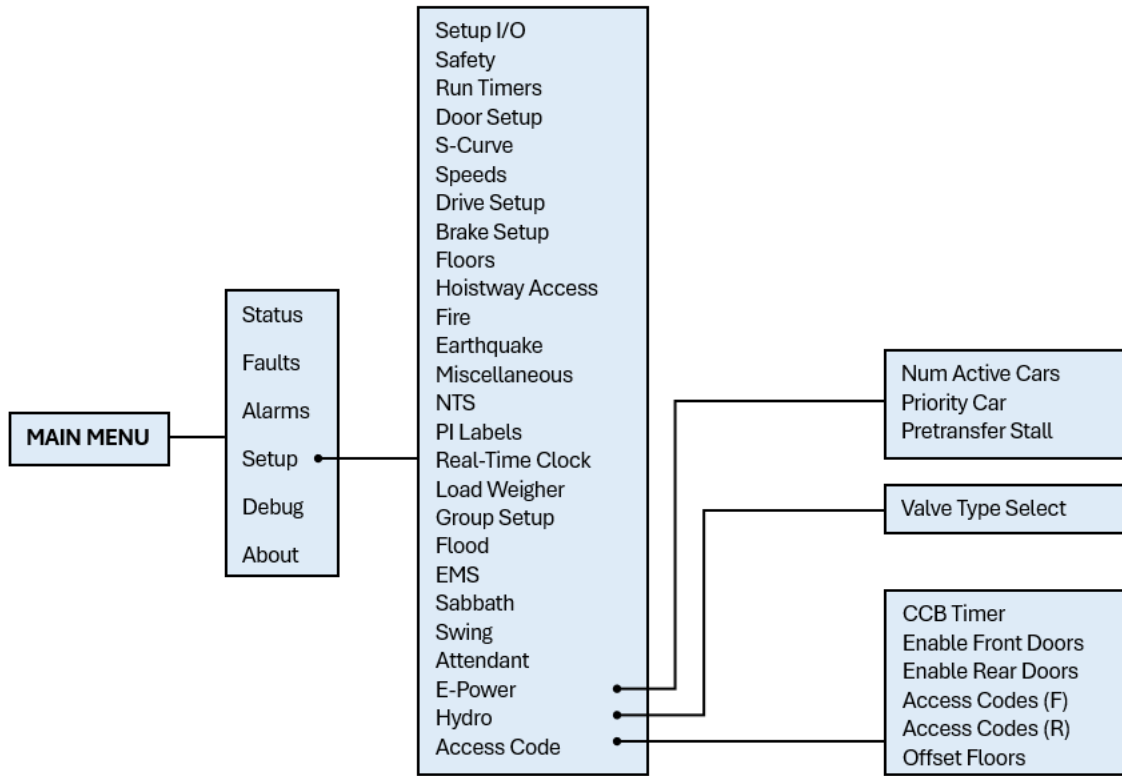 MAIN MENU
Status
Faults
Alarms
Setup
Debug
About
Setup I/O
Safety
Run Timers
Door Setup
S-Curve
Speeds
Drive Setup
Brake Setup
Floors
Hoistway Access
Fire
Earthquake
Miscellaneous
NTS
PI Labels
Real-Time Clock
Load Weigher
Group Setup
Flood
EMS
Sabbath
Swing
Attendant
E-Power
Hydro
Access Code
Num Active Cars
Priority Car
Pretransfer Stall
Valve Type Select
CCB Timer
Enable Front Doors
Enable Rear Doors
Access Codes (F)
Access Codes (R)
Offset Floors